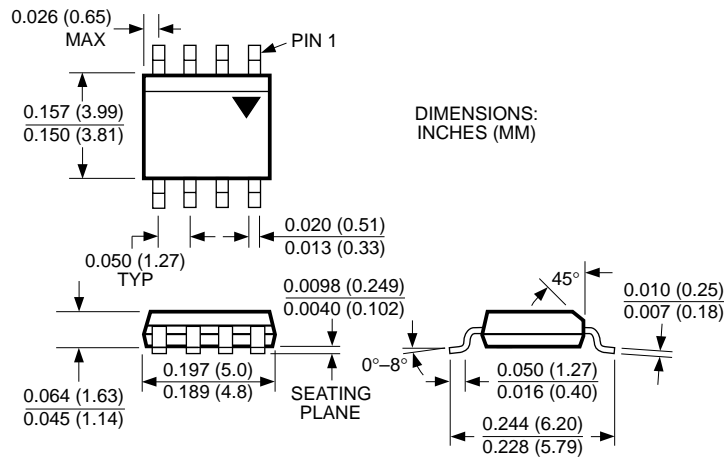 0.026 (0.65)
MAX
PIN 1
0.157 (3.99)
0.150 (3.81)
DIMENSIONS:
INCHES (MM)
0.020 (0.51)
0.013 (0.33)
0.050 (1.27)
TYP
0.0098 (0.249)
0.0040 (0.102)
45°
0.010 (0.25)
0.007 (0.18)
0°–8°
0.064 (1.63)
0.045 (1.14)
0.197 (5.0)
0.189 (4.8)
SEATING
PLANE
0.050 (1.27)
0.016 (0.40)
0.244 (6.20)
0.228 (5.79)